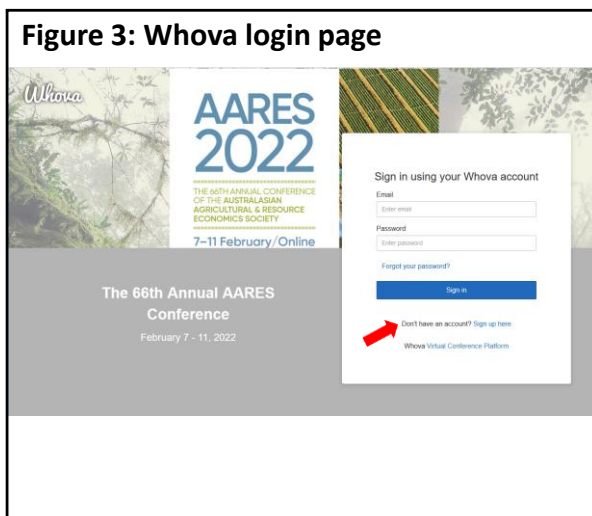 Figure 3: Whova login page
Whova
AARES
2022
THE 66TH ANNUAL CONFERENCE
OF THE AUSTRALASIAN
AGRICULTURAL & RESOURCE
ECONOMICS SOCIETY
7–11 February/Online
The 66th Annual AARES
Conference
February 7 - 11, 2022
Sign in using your Whova account
Email
Enter email
Password
Enter password
Forgot your password?
Sign in
Don't have an account? Sign up here
Whova Virtual Conference Platform